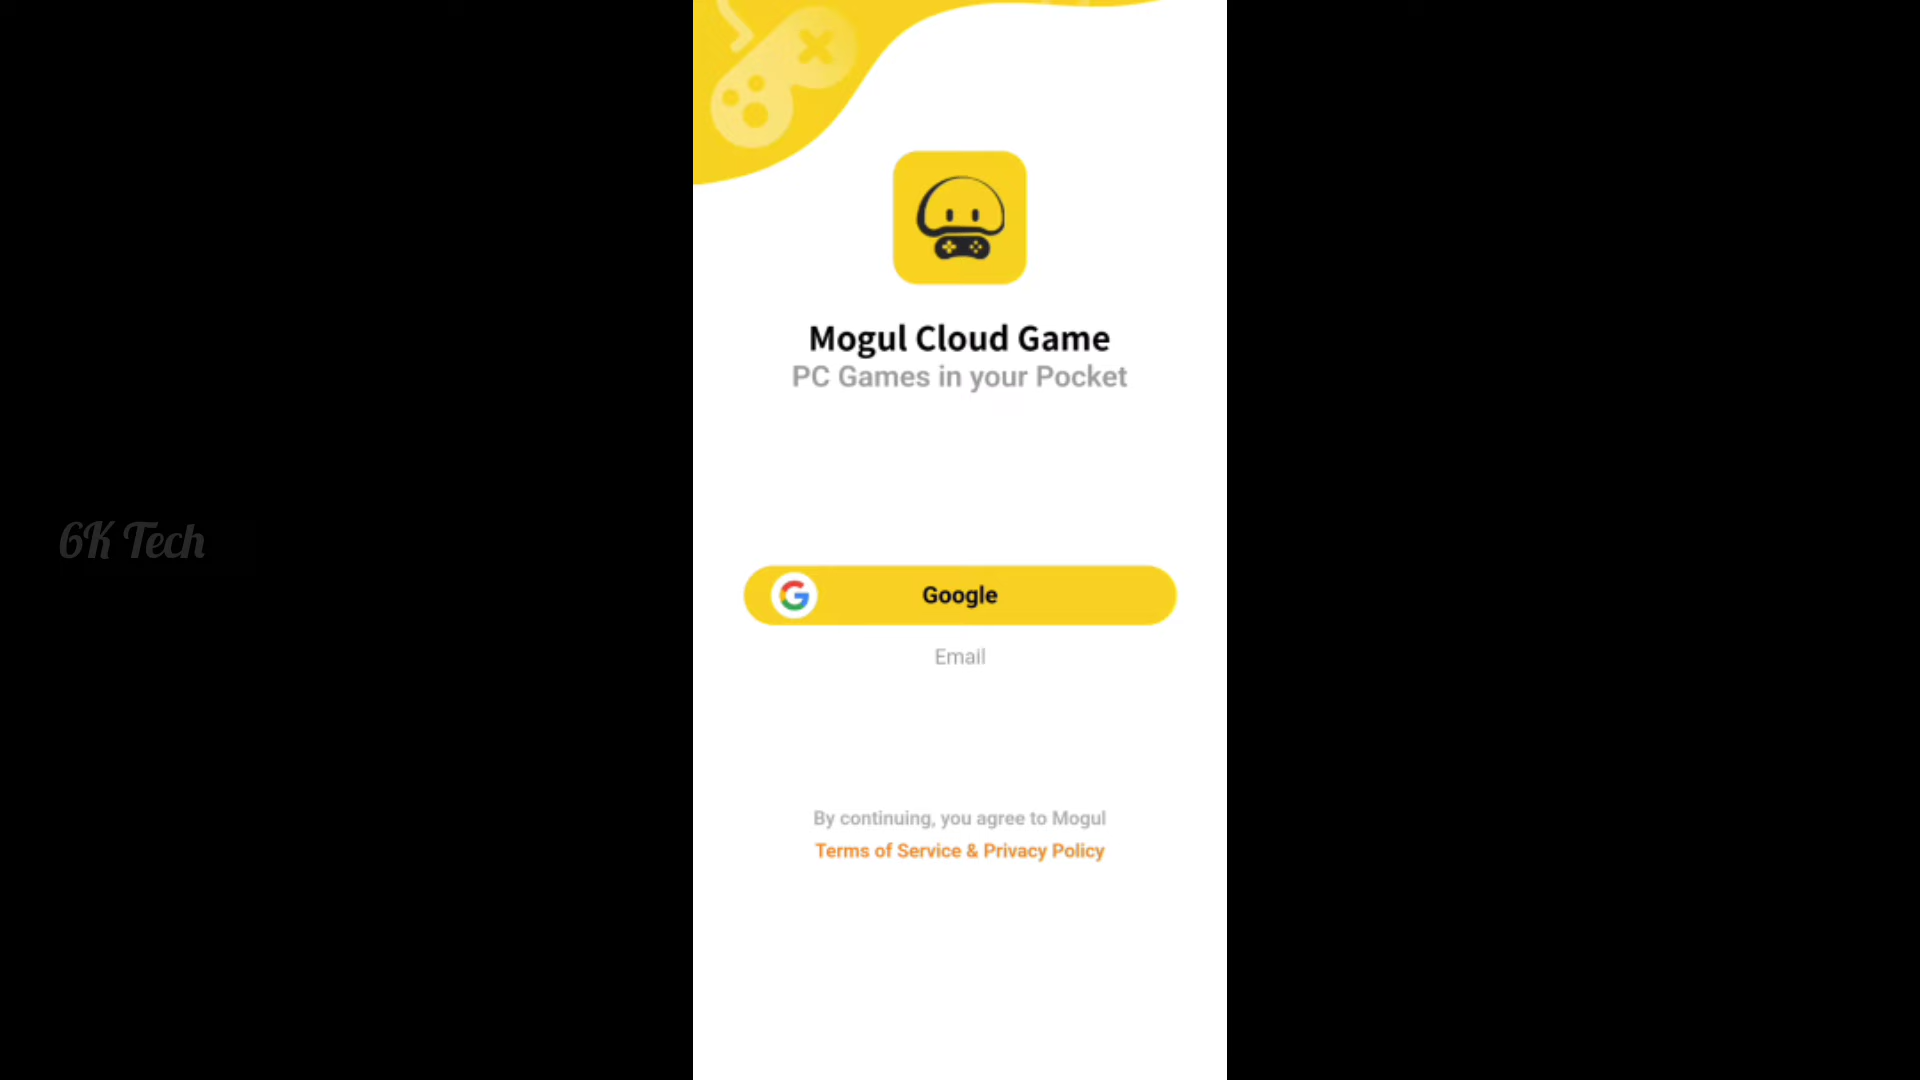 Mogul Cloud Game
PC Games in your Pocket
6K Tech
Google
Email
By continuing, you agree to Mogul
Terms of Service & Privacy Policy